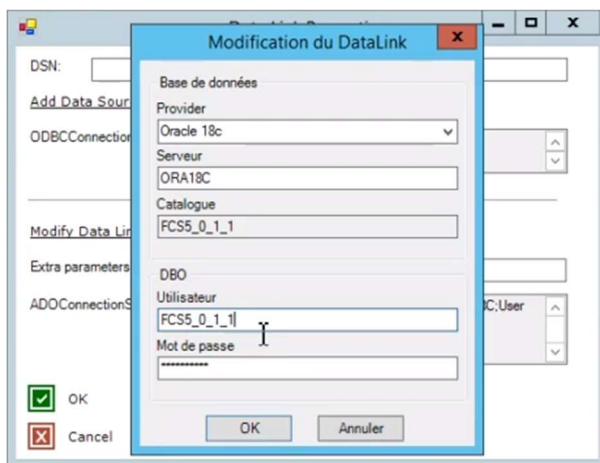 Modification du DataLink
DSN:
Add Data Sour
ODBCConnection
Modify Data Lin
Extra parameters
ADOConnectionS
C;User
Base de données
Provider
Oracle 18c
Serveur
ORA18C
Catalogue
FCS5_0_1_1
DBO
Utilisateur
FCS5_0_1_1
Mot de passe
**********
OK
Annuler
OK
Cancel